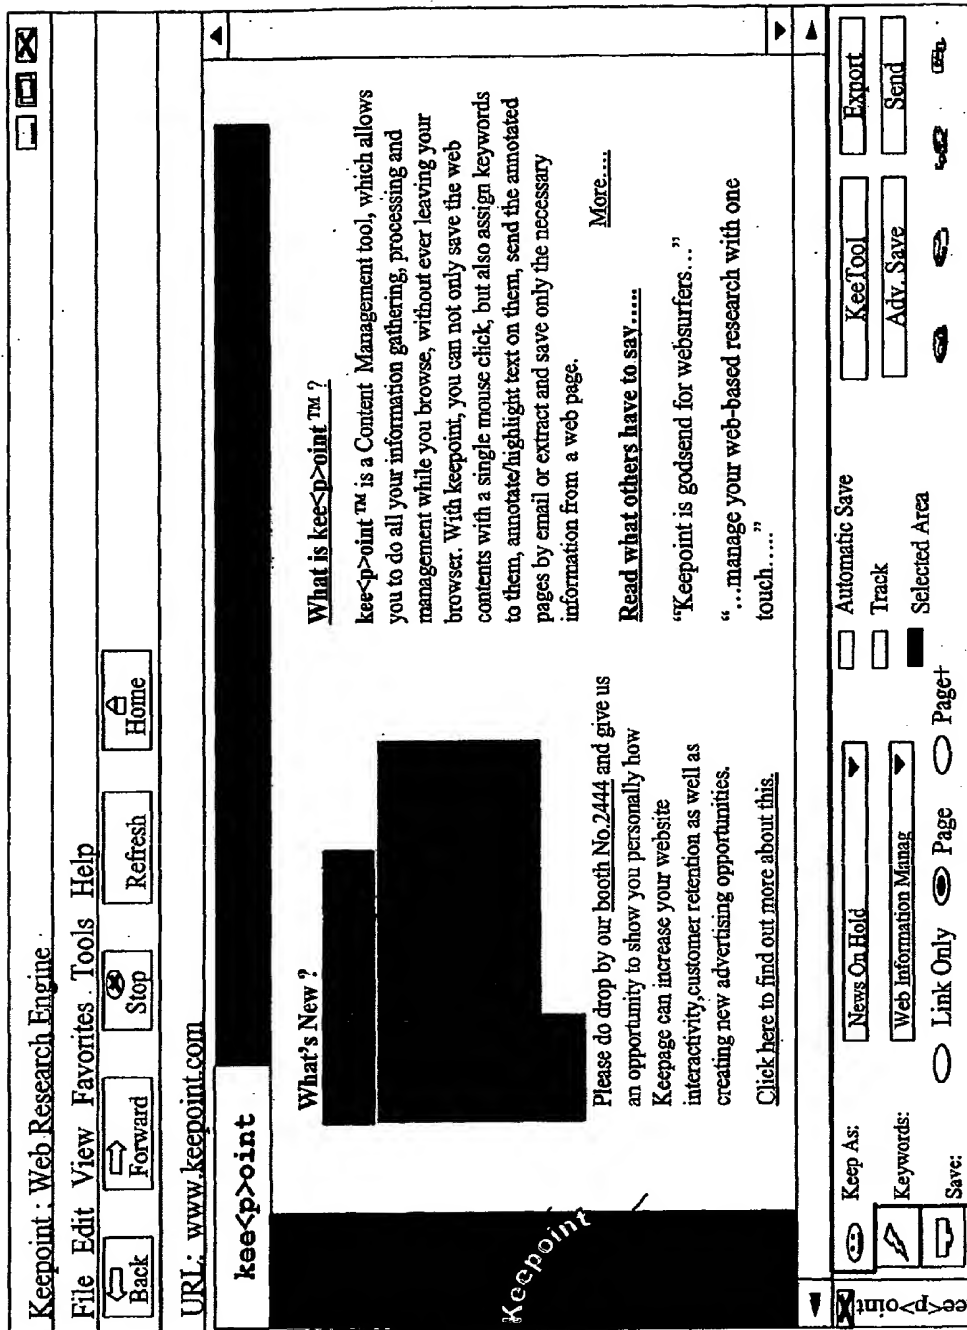 Keepoint : Web Research Engine
File Edit View Favorites Tools Help
Back Forward Stop Refresh Home
URL: www.keepoint.com
kee<p>oint
Keepoint
What's New ?
Please do drop by our booth No.2444 and give us
an opportunity to show you personally how
Keepage can increase your website
interactivity,customer retention as well as
creating new advertising opportunities.
Click here to find out more about this.
What is kee<p>oint ™ ?
kee<p>oint ™ is a Content Management tool, which allows
you to do all your information gathering, processing and
management while you browse, without ever leaving your
browser. With keepoint, you can not only save the web
contents with a single mouse click, but also assign keywords
to them, annotate/highlight text on them, send the annotated
pages by email or extract and save only the necessary
information from a web page.
More....
Read what others have to say.....
“Keepoint is godsend for websurfers...”
“...manage your web-based research with one
touch.....”
ee<p>oint
Keep As: News On Hold Automatic Save KeeTool Export
Keywords: Web Information Manag Track Adv. Save Send
Save: Link Only Page Page+ Selected Area